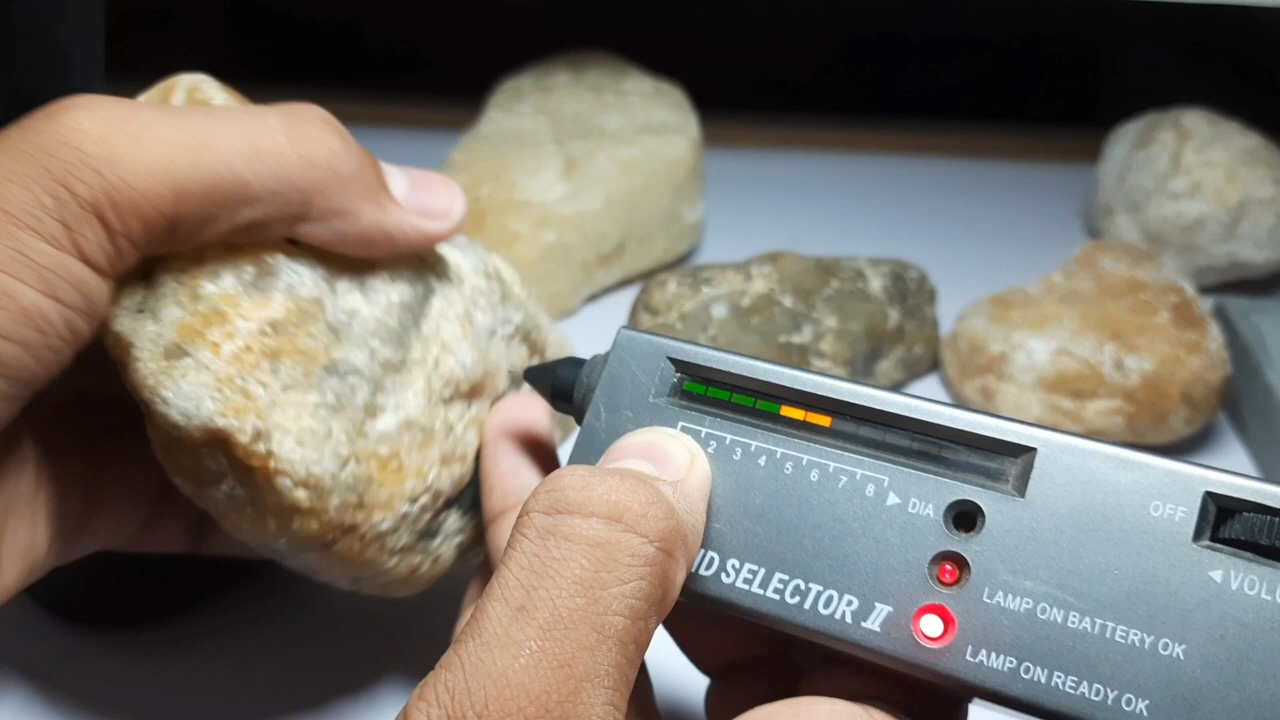 2 3 4 5 6 7 8 ▶ DIA
OFF
◀ VOLU
ND SELECTOR II
LAMP ON BATTERY OK
LAMP ON READY OK